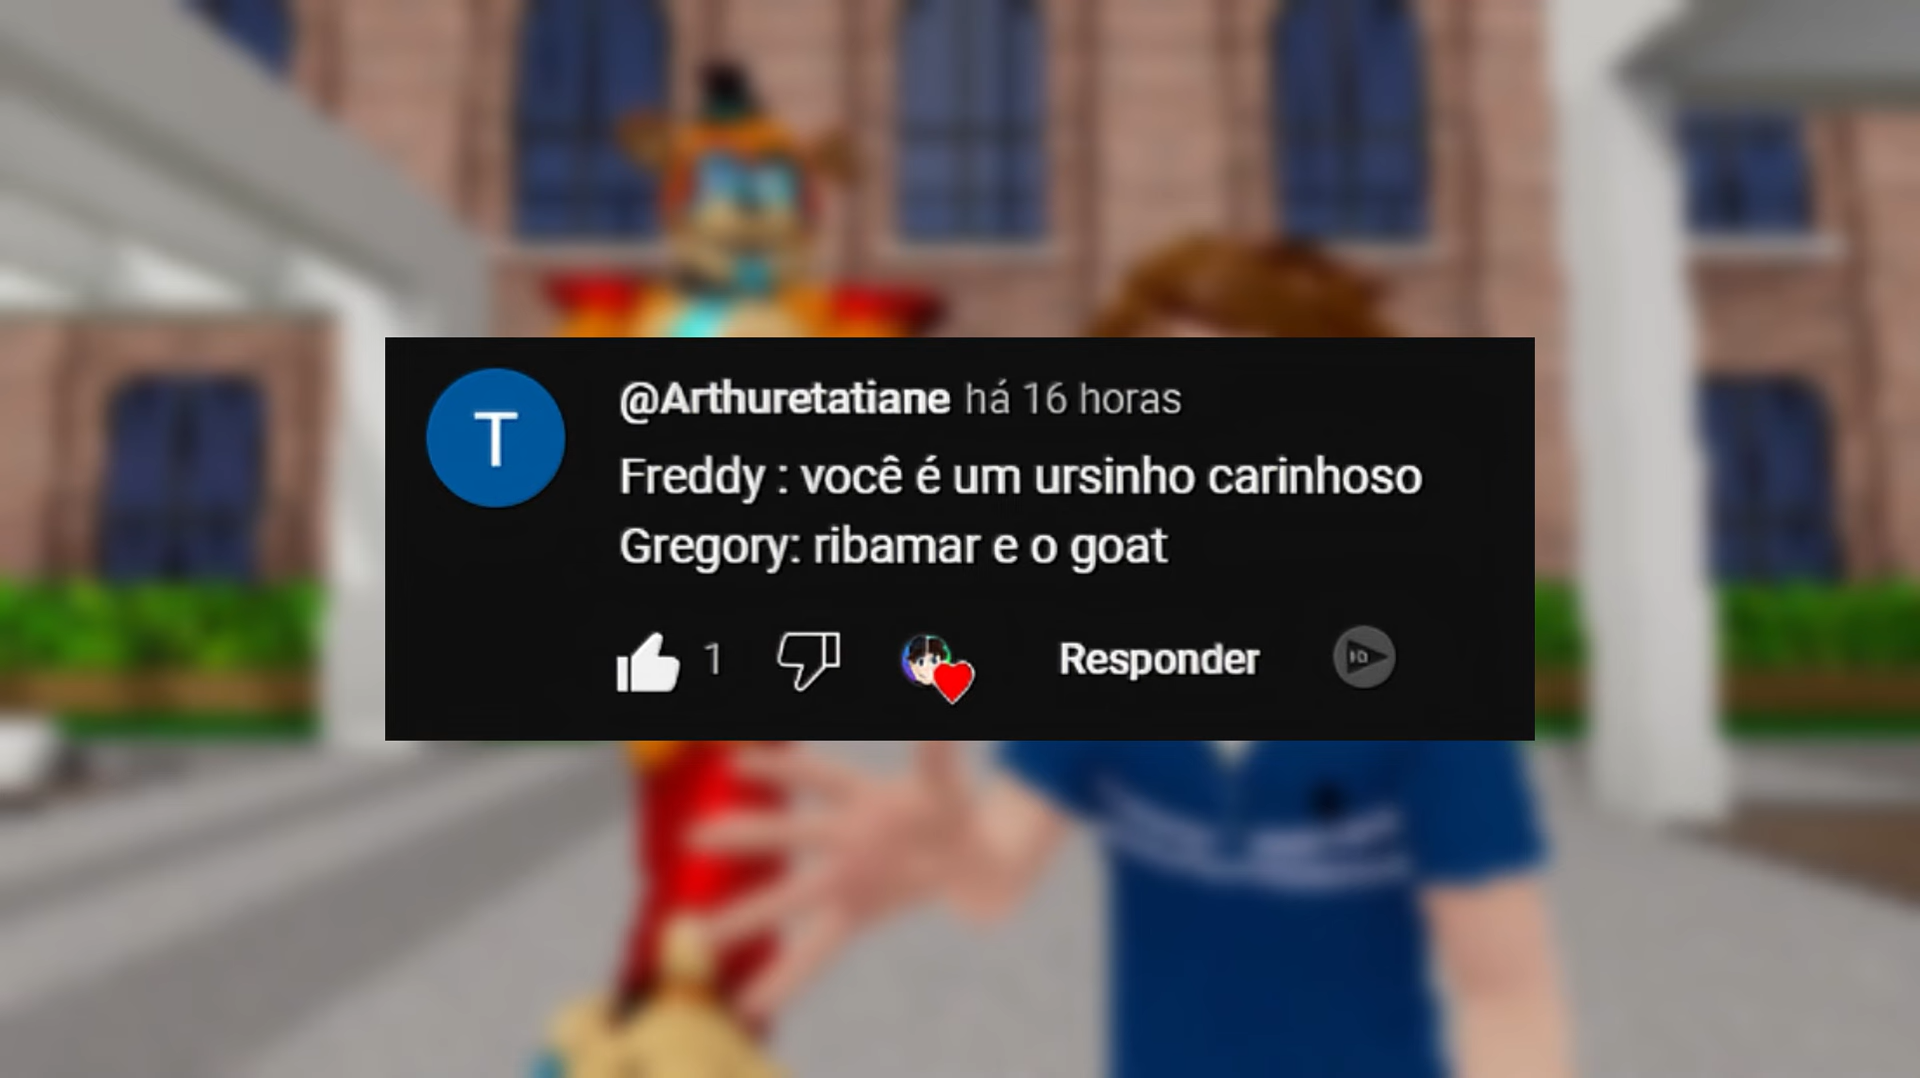 T
@Arthuretatiane há 16 horas
Freddy : você é um ursinho carinhoso
Gregory: ribamar e o goat
1
Responder